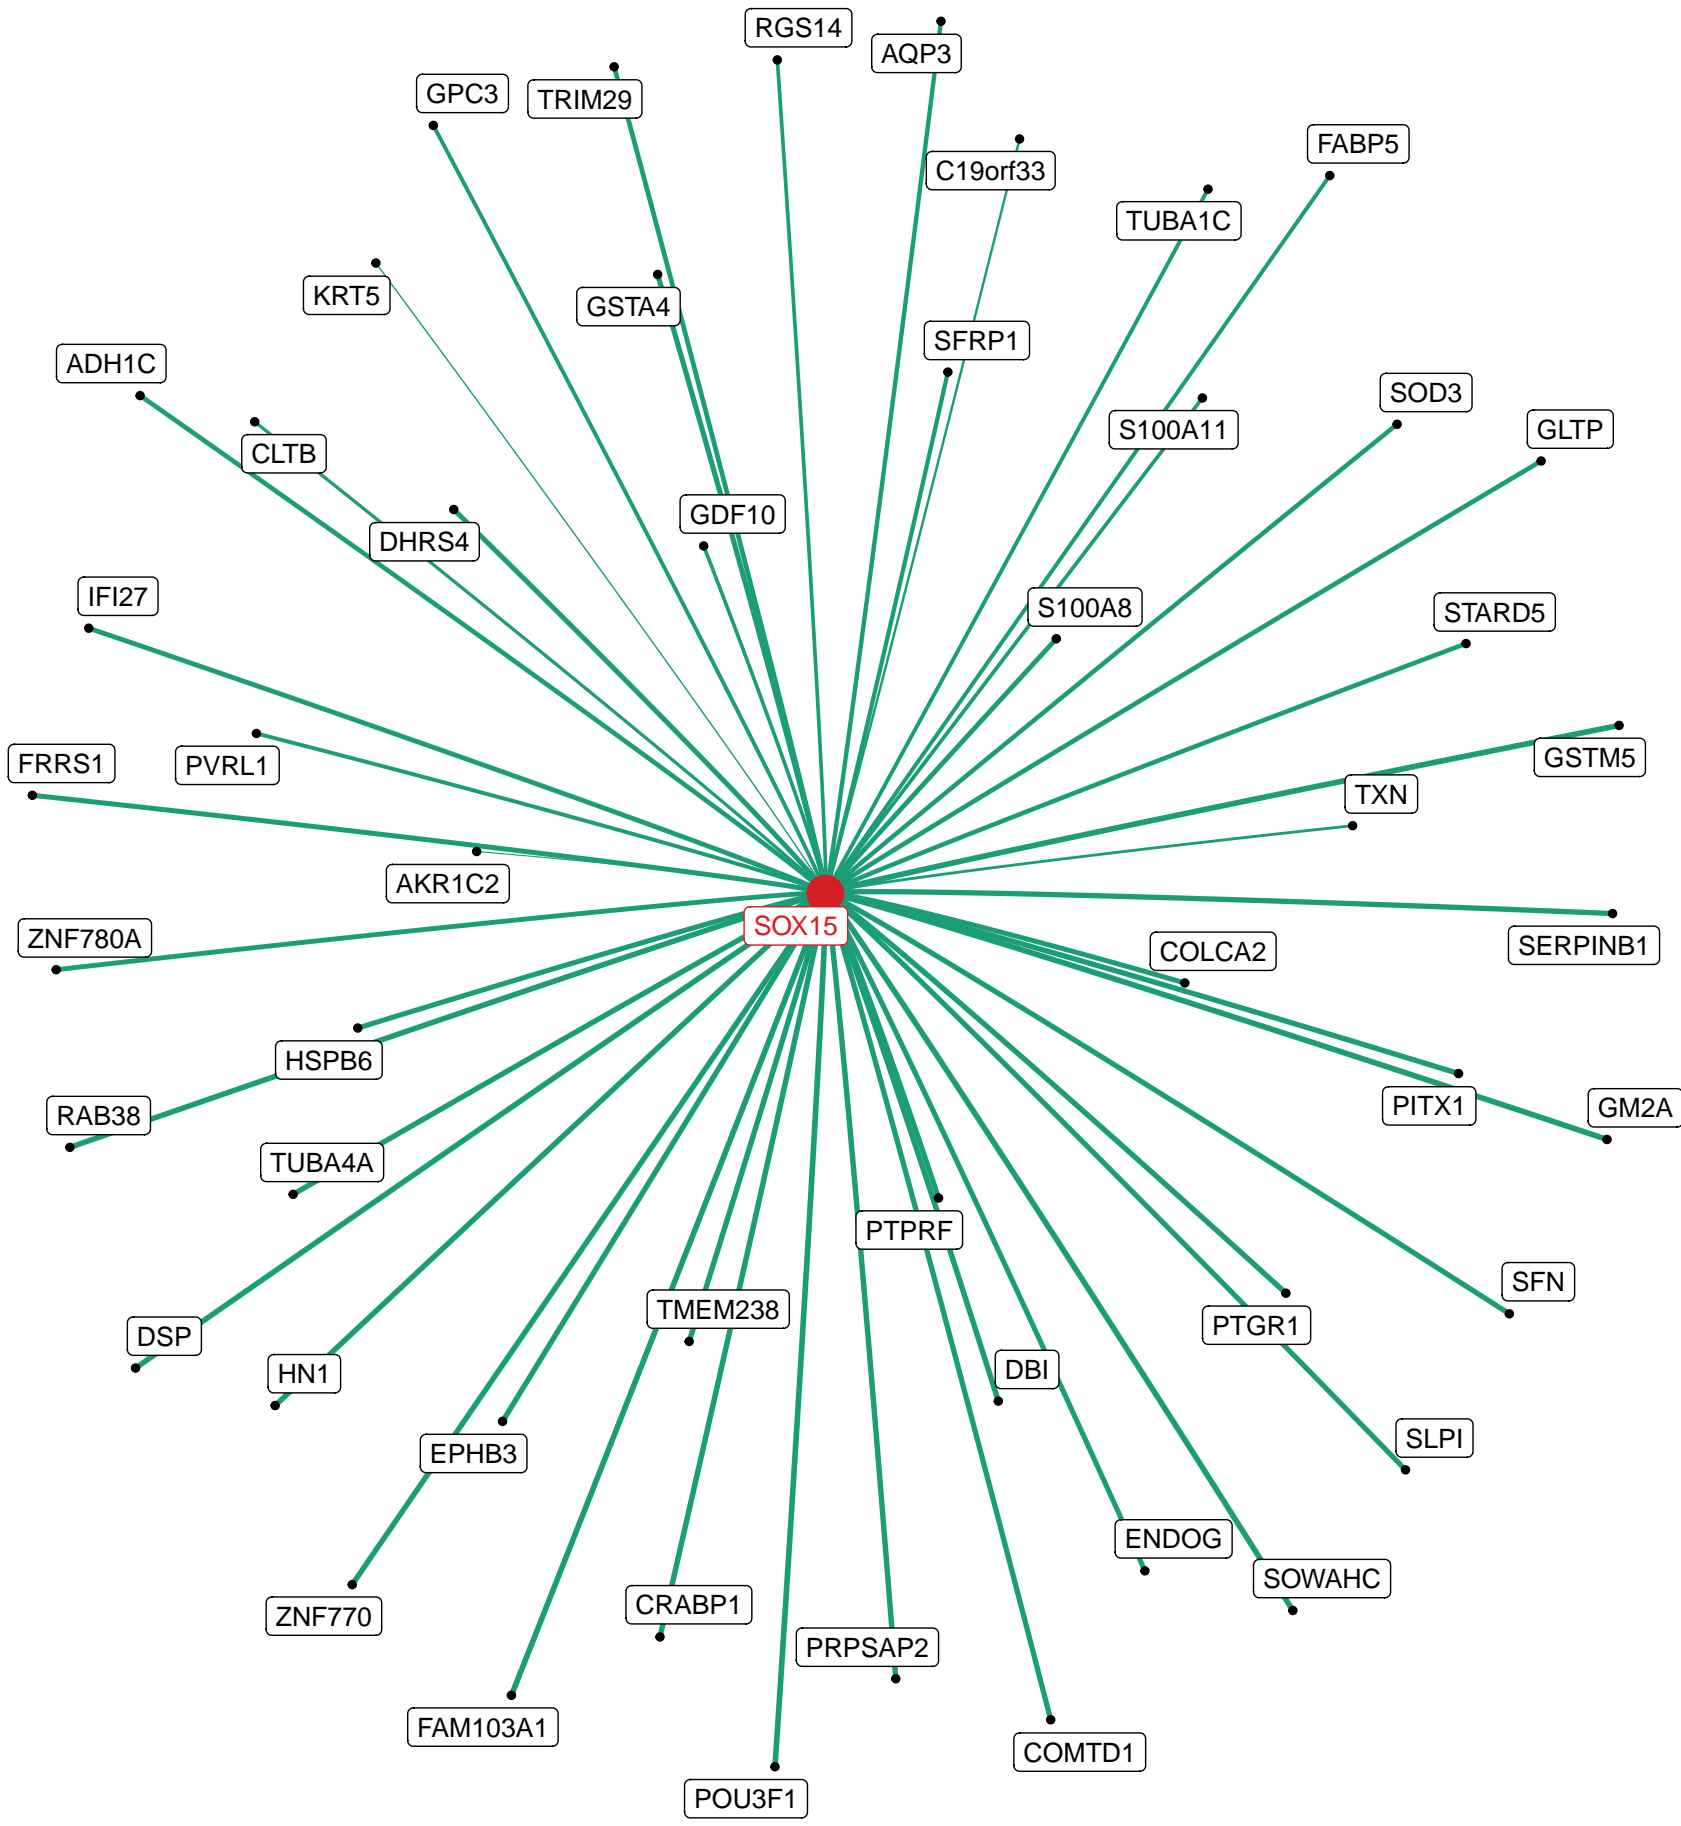 RGS14
AQP3
GPC3
TRIM29
FABP5
C19orf33
TUBA1C
KRT5
GSTA4
SFRP1
ADH1C
SOD3
GLTP
S100A11
CLTB
GDF10
DHRS4
IFI27
S100A8
STARD5
FRRS1
PVRL1
GSTM5
TXN
AKR1C2
SOX15
ZNF780A
SERPINB1
COLCA2
HSPB6
PITX1
GM2A
RAB38
TUBA4A
PTPRF
SFN
TMEM238
PTGR1
DSP
HN1
DBI
SLPI
EPHB3
ENDOG
SOWAHC
CRABP1
ZNF770
PRPSAP2
FAM103A1
COMTD1
POU3F1